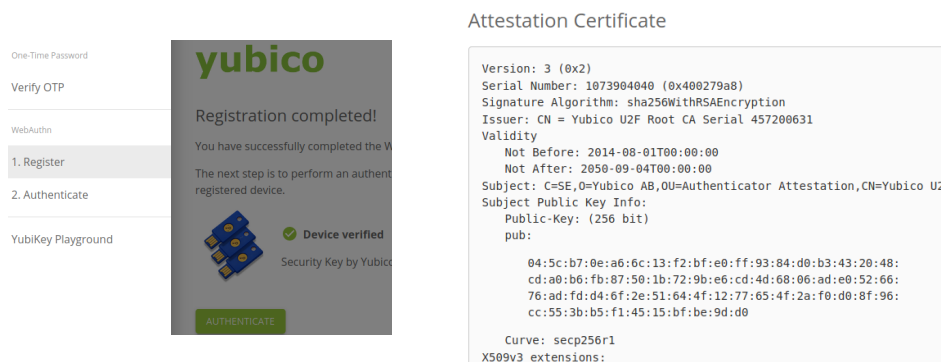 One-Time Password
Verify OTP
WebAuthn
1. Register
2. Authenticate
YubiKey Playground
yubico
Registration completed!
You have successfully completed the W
The next step is to perform an authent
registered device.
Device verified
Security Key by Yubico
AUTHENTICATE
Attestation Certificate
Version: 3 (0x2)
Serial Number: 1073904040 (0x400279a8)
Signature Algorithm: sha256WithRSAEncryption
Issuer: CN = Yubico U2F Root CA Serial 457200631
Validity
Not Before: 2014-08-01T00:00:00
Not After: 2050-09-04T00:00:00
Subject: C=SE,O=Yubico AB,OU=Authenticator Attestation,CN=Yubico U2
Subject Public Key Info:
Public-Key: (256 bit)
pub:
04:5c:b7:0e:a6:6c:13:f2:bf:e0:ff:93:84:d0:b3:43:20:48:
cd:a0:b6:fb:87:50:1b:72:9b:e6:cd:4d:68:06:ad:e0:52:66:
76:ad:fd:d4:6f:2e:51:64:4f:12:77:65:4f:2a:f0:d0:8f:96:
cc:55:3b:b5:f1:45:15:bf:be:9d:d0
Curve: secp256r1
X509v3 extensions: